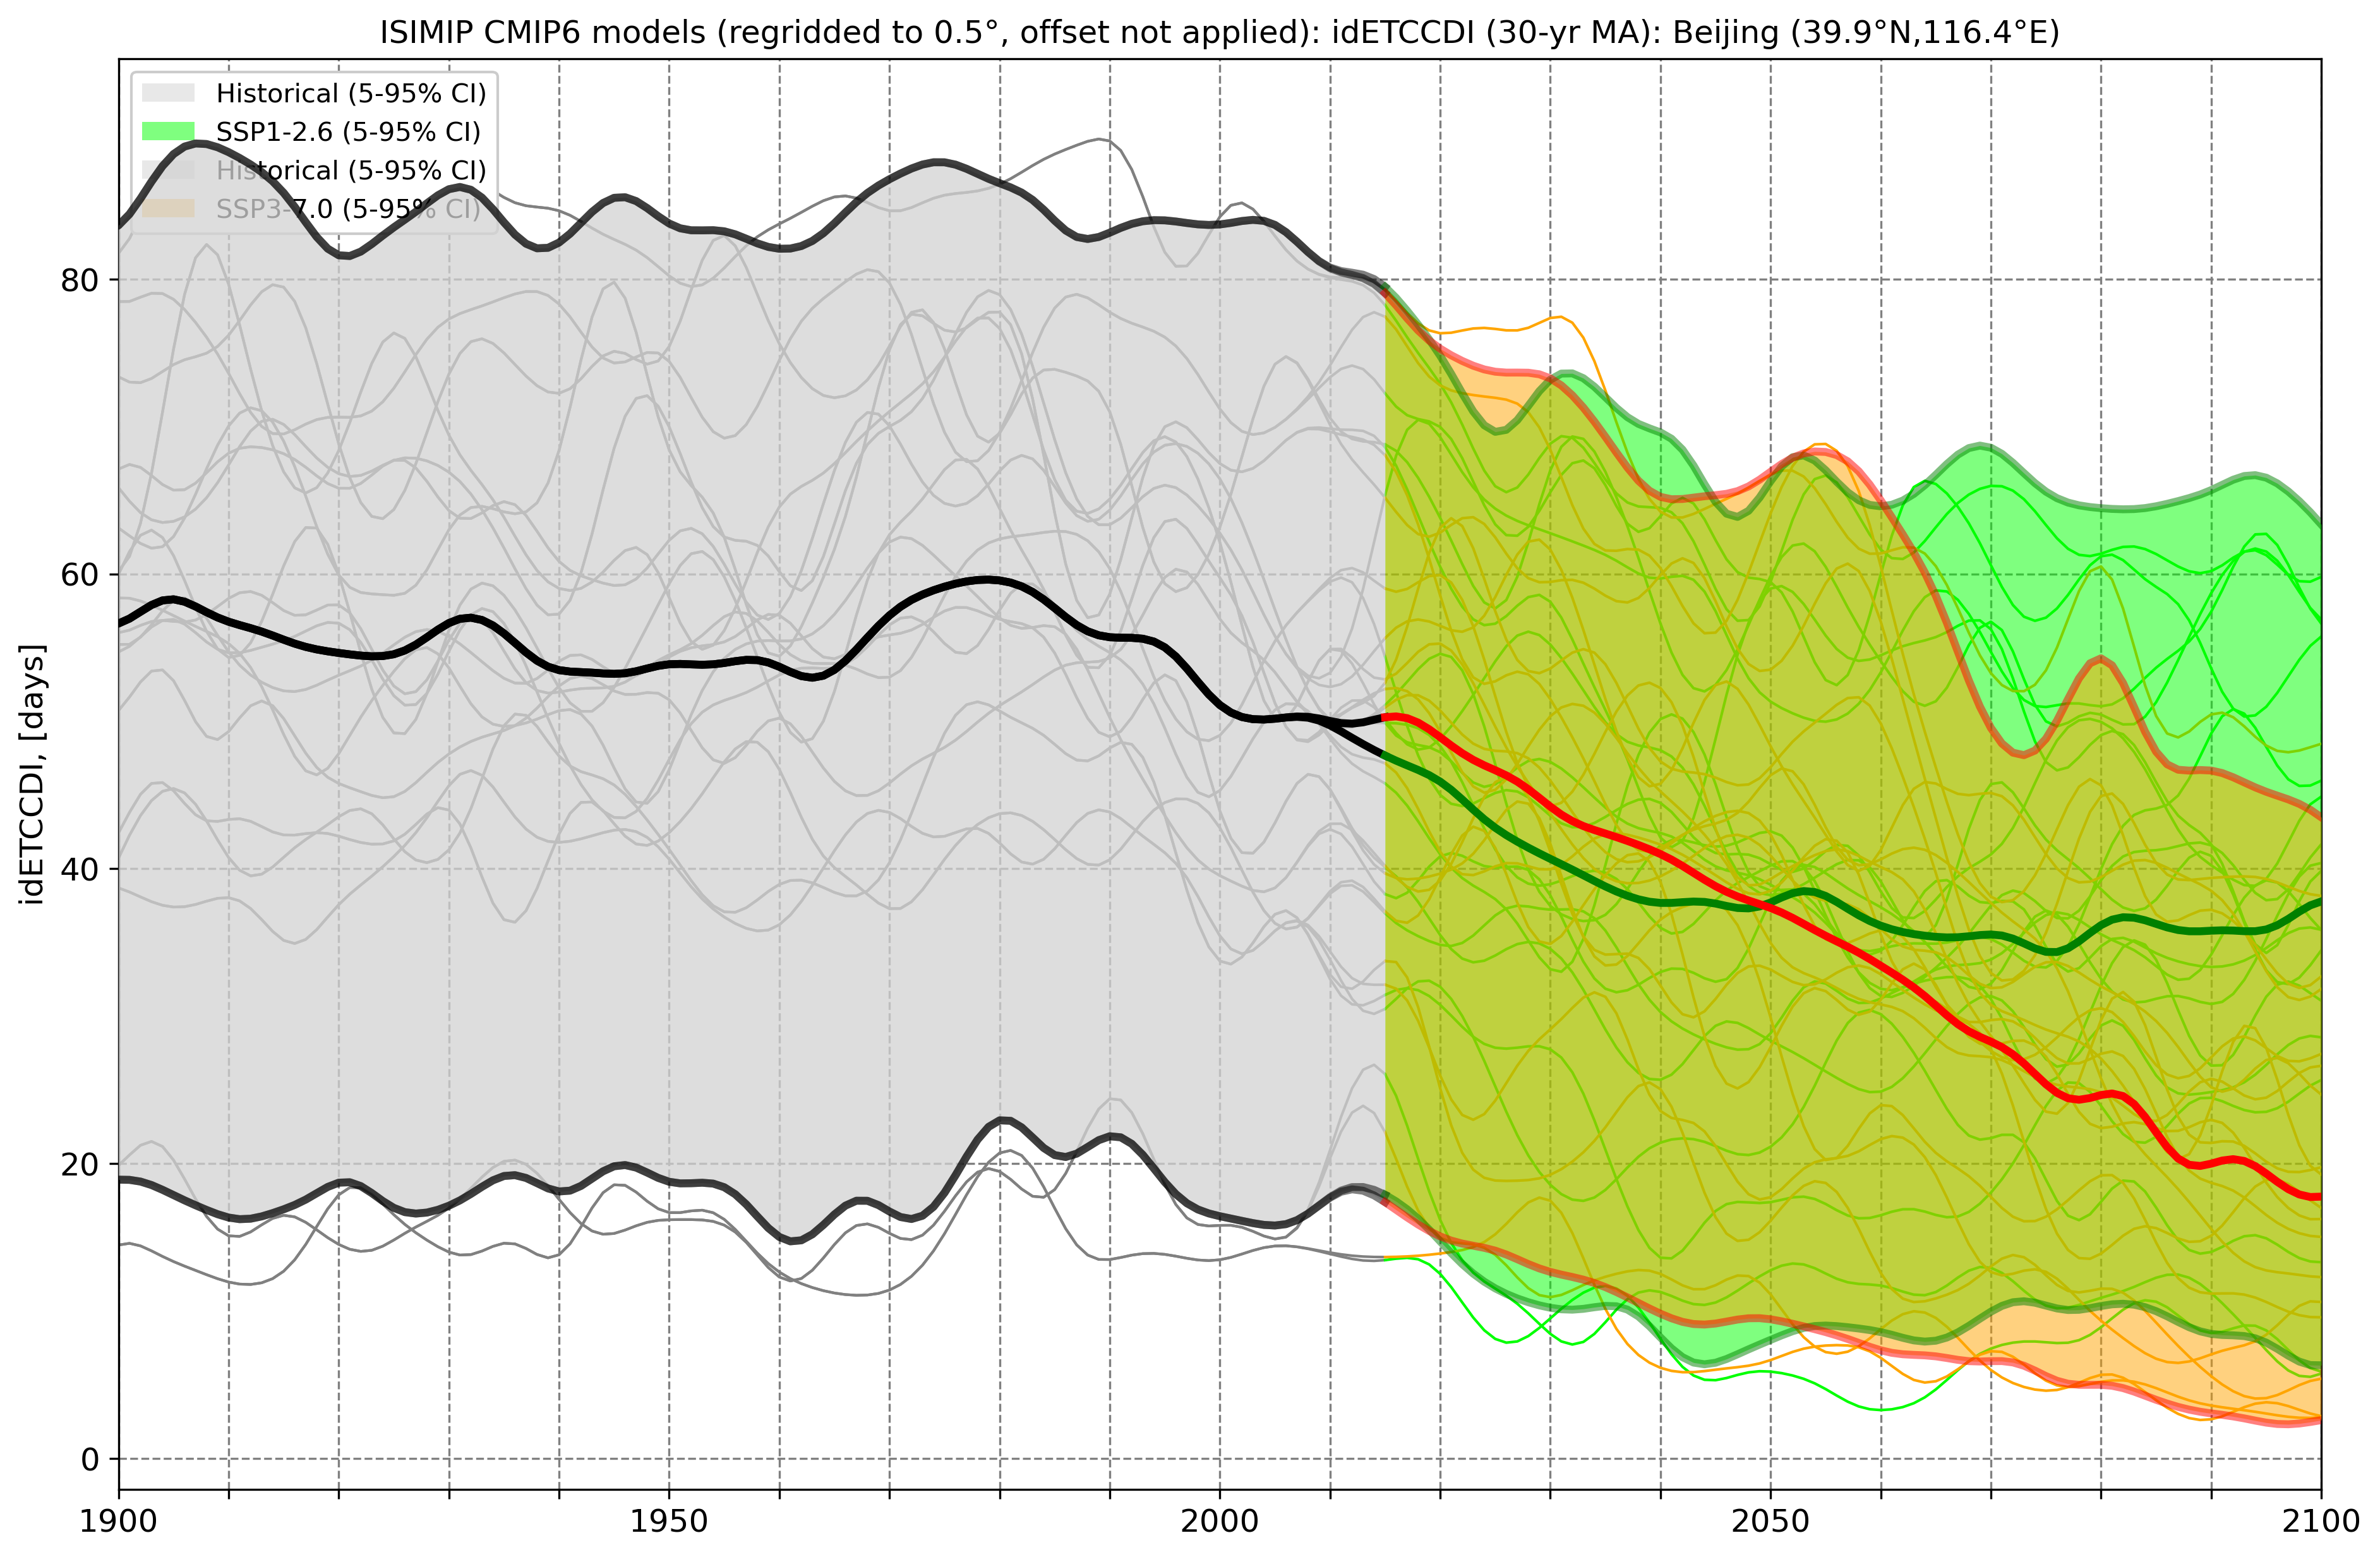 ISIMIP CMIP6 models (regridded to 0.5°, offset not applied): idETCCDI (30-yr MA): Beijing (39.9°N,116.4°E)
Historical (5-95% CI)
SSP1-2.6 (5-95% CI)
Historical (5-95% CI)
SSP3-7.0 (5-95% CI)
idETCCDI, [days]
80
60
40
20
0
1900
1950
2000
2050
2100